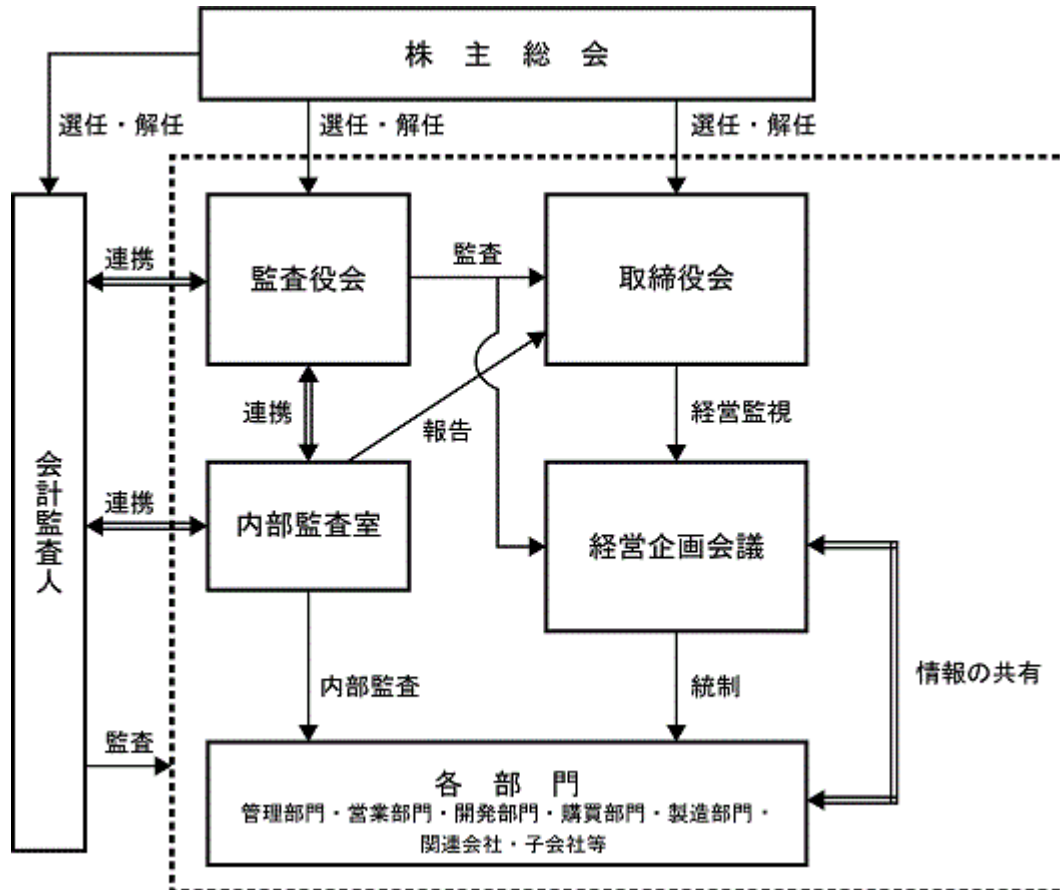 株主総会
選任・解任
選任・解任
選任・解任
連携
監査役会
監査
取締役会
連携
報告
経営監視
会計監査人
連携
内部監査室
経営企画会議
内部監査
統制
情報の共有
監査
各部門
管理部門・営業部門・開発部門・購買部門・製造部門・
関連会社・子会社等